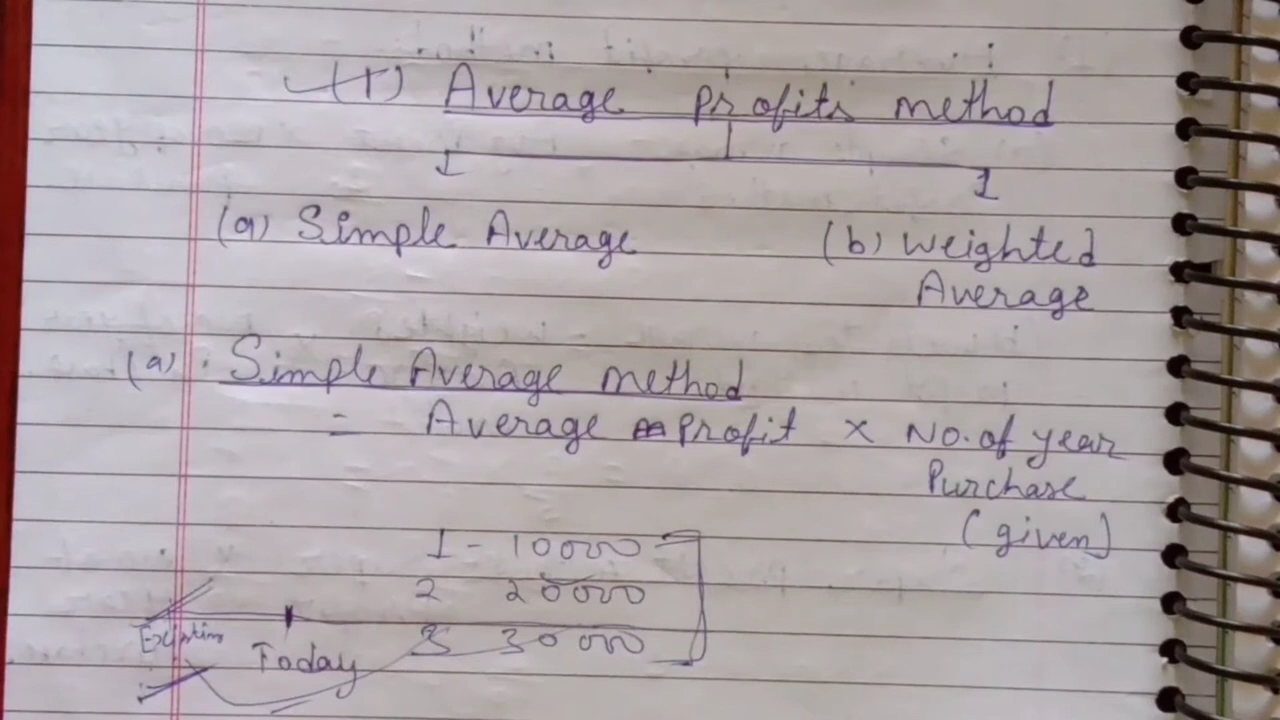 (1) Average profits method
(a) Simple Average (b) Weighted
Average
(a) Simple Average method
= Average Profit × No. of year
Purchase
(given)
1 - 10000
2 20000
3 30000
Today